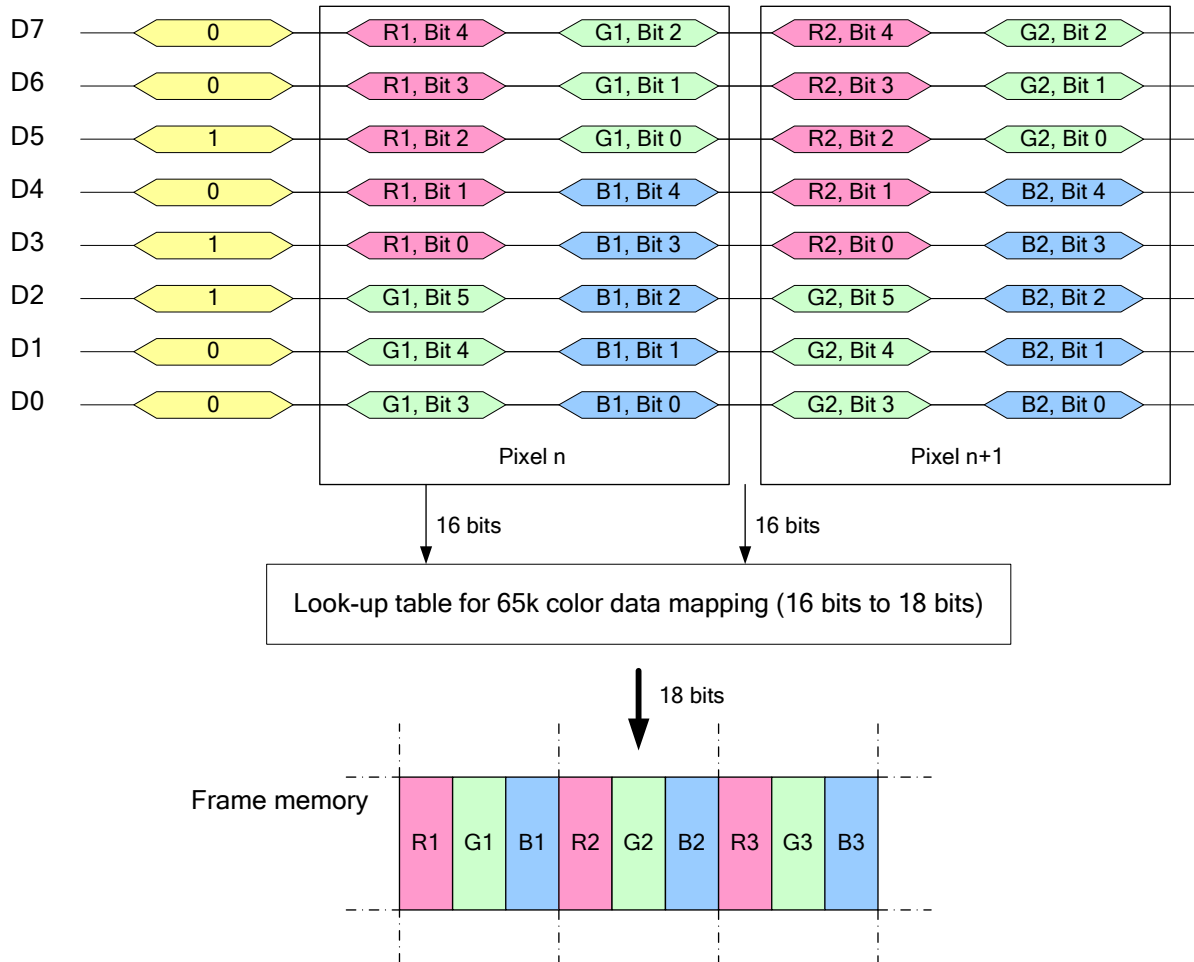 D7 0 R1, Bit 4 G1, Bit 2 R2, Bit 4 G2, Bit 2
D6 0 R1, Bit 3 G1, Bit 1 R2, Bit 3 G2, Bit 1
D5 1 R1, Bit 2 G1, Bit 0 R2, Bit 2 G2, Bit 0
D4 0 R1, Bit 1 B1, Bit 4 R2, Bit 1 B2, Bit 4
D3 1 R1, Bit 0 B1, Bit 3 R2, Bit 0 B2, Bit 3
D2 1 G1, Bit 5 B1, Bit 2 G2, Bit 5 B2, Bit 2
D1 0 G1, Bit 4 B1, Bit 1 G2, Bit 4 B2, Bit 1
D0 0 G1, Bit 3 B1, Bit 0 G2, Bit 3 B2, Bit 0
Pixel n Pixel n+1
16 bits 16 bits
Look-up table for 65k color data mapping (16 bits to 18 bits)
18 bits
Frame memory
R1 G1 B1 R2 G2 B2 R3 G3 B3